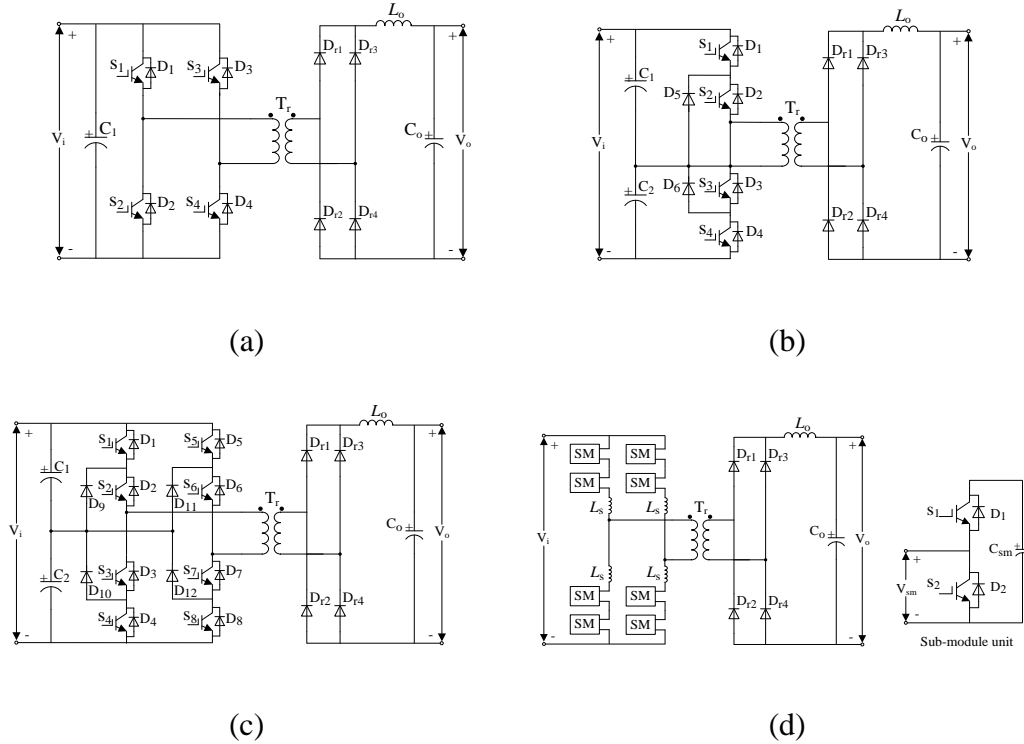 L_o
+ + 
S_1 D_1 S_3 D_3 D_r1 D_r3
T_r
V_i + C_1 C_o + V_o
S_2 D_2 S_4 D_4 D_r2 D_r4
- -
(a)
L_o
+ +
S_1 D_1 D_r1 D_r3
+ C_1 D_5 S_2 D_2 T_r
V_i C_o + V_o
+ C_2 D_6 S_3 D_3
S_4 D_4 D_r2 D_r4
- -
(b)
L_o
+ +
S_1 D_1 S_5 D_5 D_r1 D_r3
+ C_1 S_2 D_2 S_6 D_6
D_9 D_11 T_r
V_i C_o + V_o
+ C_2 S_3 D_3 S_7 D_7
D_10 D_12 D_r2 D_r4
S_4 D_4 S_8 D_8
- -
(c)
L_o
+ +
SM SM D_r1 D_r3
SM SM
L_s L_s T_r
V_i C_o + V_o
L_s L_s
SM SM D_r2 D_r4
SM SM
- -
S_1 D_1
C_sm +
+
V_sm S_2 D_2
-
Sub-module unit
(d)